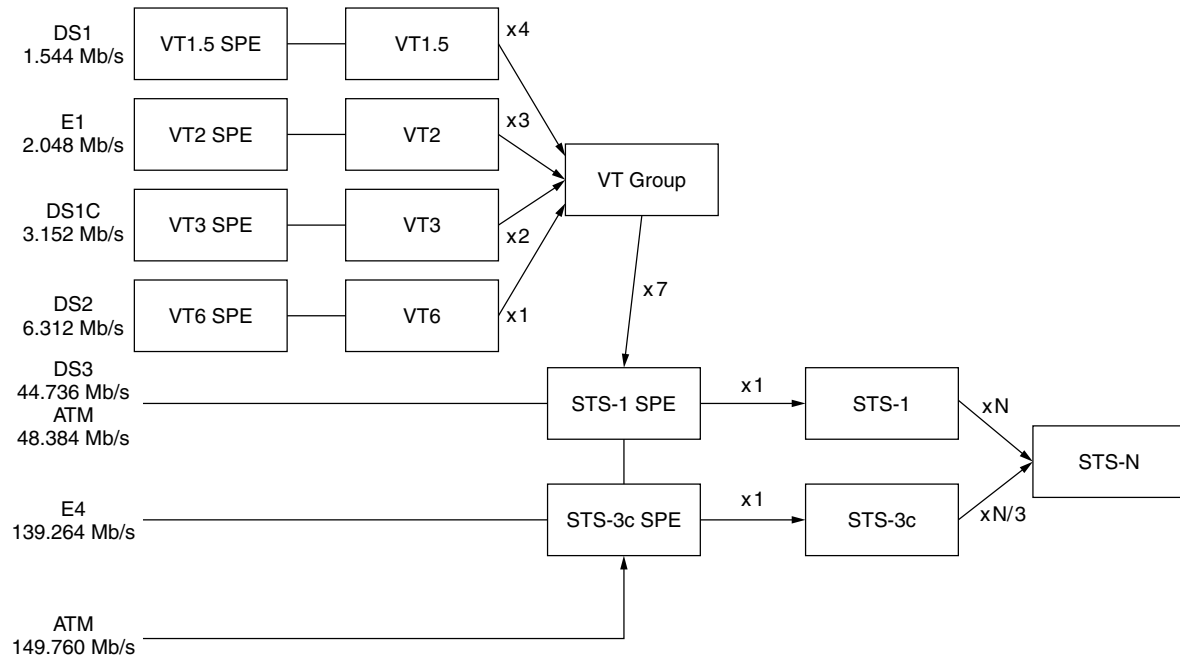 DS1
1.544 Mb/s
VT1.5 SPE
VT1.5
x4
E1
2.048 Mb/s
VT2 SPE
VT2
x3
VT Group
DS1C
3.152 Mb/s
VT3 SPE
VT3
x2
DS2
6.312 Mb/s
VT6 SPE
VT6
x1
x7
DS3
44.736 Mb/s
ATM
48.384 Mb/s
STS-1 SPE
x1
STS-1
xN
STS-N
E4
139.264 Mb/s
STS-3c SPE
x1
STS-3c
xN/3
ATM
149.760 Mb/s